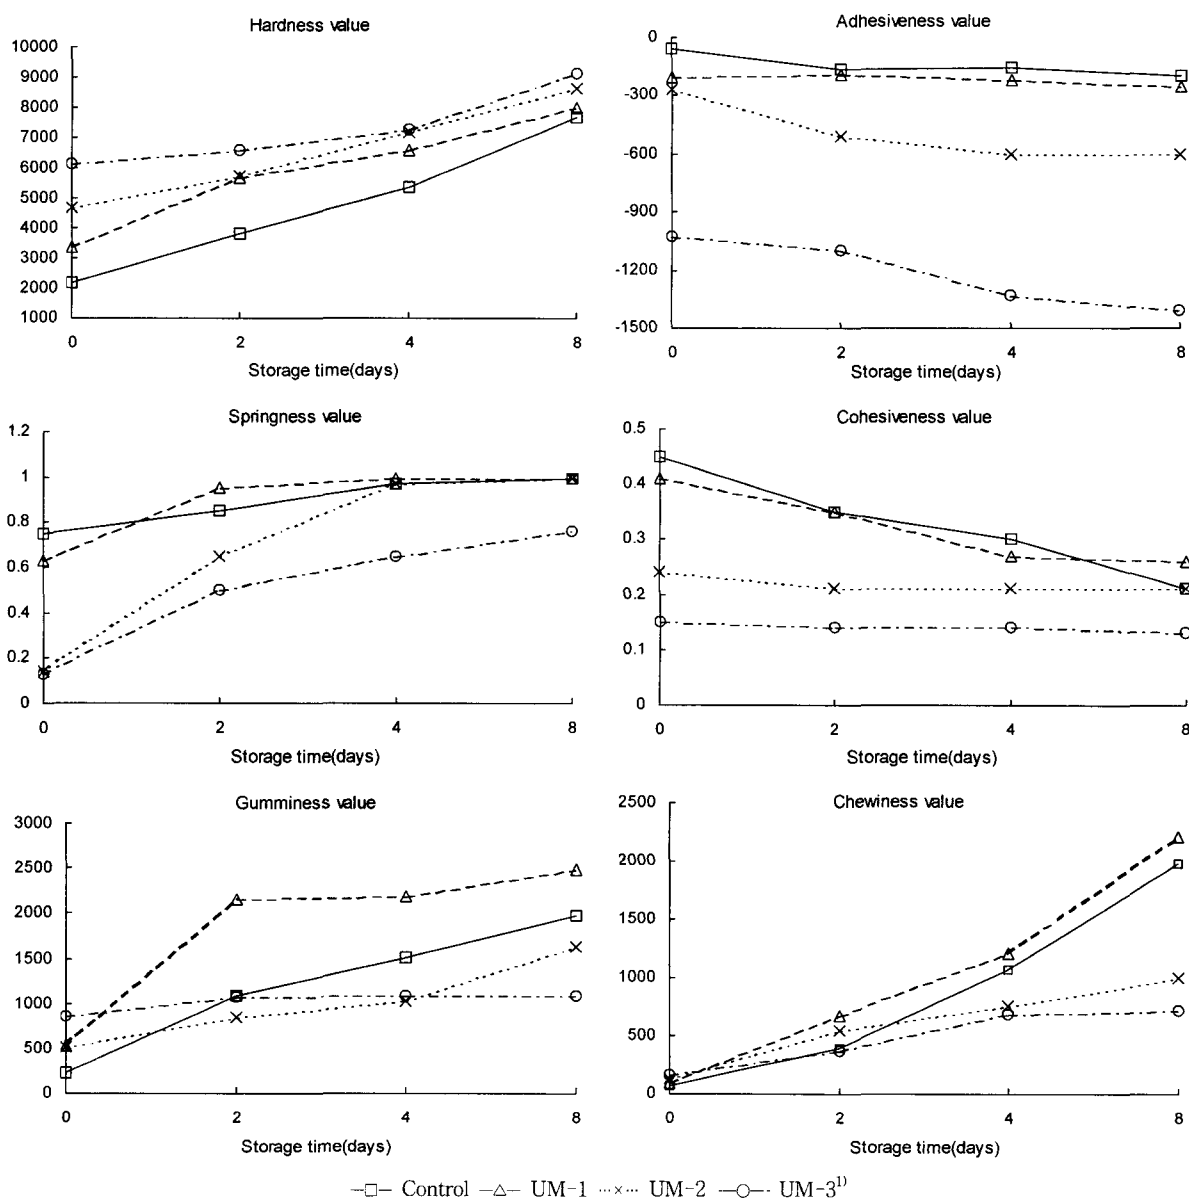 Hardness value
10000
9000
8000
7000
6000
5000
4000
3000
2000
1000
0 2 4 8
Storage time(days)
Adhesiveness value
0
-300
-600
-900
-1200
-1500
0 2 4 8
Storage time(days)
Springness value
1.2
1
0.8
0.6
0.4
0.2
0
0 2 4 8
Storage time(days)
Cohesiveness value
0.5
0.4
0.3
0.2
0.1
0
0 2 4 8
Storage time(days)
Gumminess value
3000
2500
2000
1500
1000
500
0
0 2 4 8
Storage time(days)
Chewiness value
2500
2000
1500
1000
500
0
0 2 4 8
Storage time(days)
Control UM-1 UM-2 UM-3¹⁾